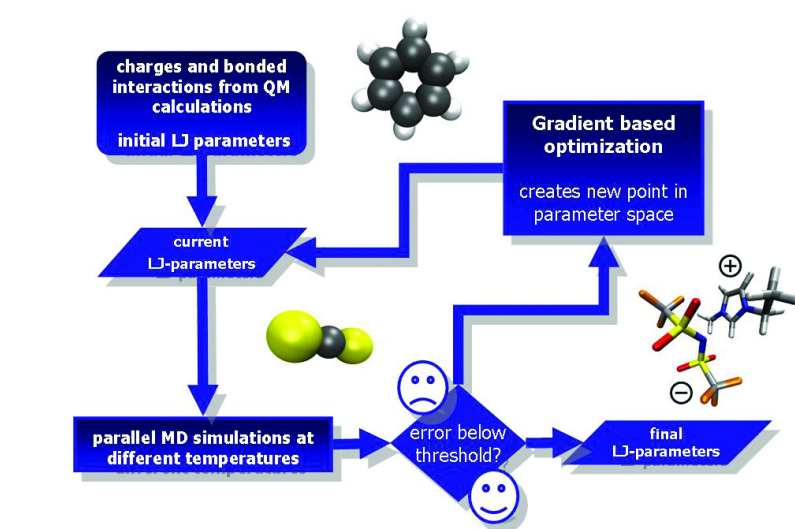 charges and bonded
interactions from QM
calculations
initial LJ parameters
Gradient based
optimization
creates new point in
parameter space
current
LJ-parameters
+
−
error below
threshold?
parallel MD simulations at
different temperatures
final
LJ-parameters